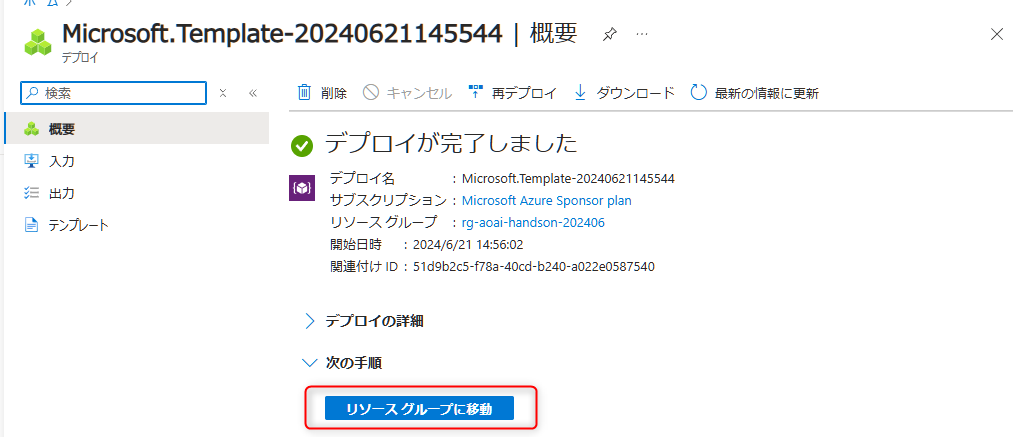 ホーム >
Microsoft.Template-20240621145544 | 概要 ...
デプロイ
検索
概要
入力
出力
テンプレート
削除 キャンセル 再デプロイ ダウンロード 最新の情報に更新
デプロイが完了しました
デプロイ名 : Microsoft.Template-20240621145544
サブスクリプション : Microsoft Azure Sponsor plan
リソース グループ : rg-aoai-handson-202406
開始日時 : 2024/6/21 14:56:02
関連付け ID : 51d9b2c5-f78a-40cd-b240-a022e0587540
デプロイの詳細
次の手順
リソース グループに移動